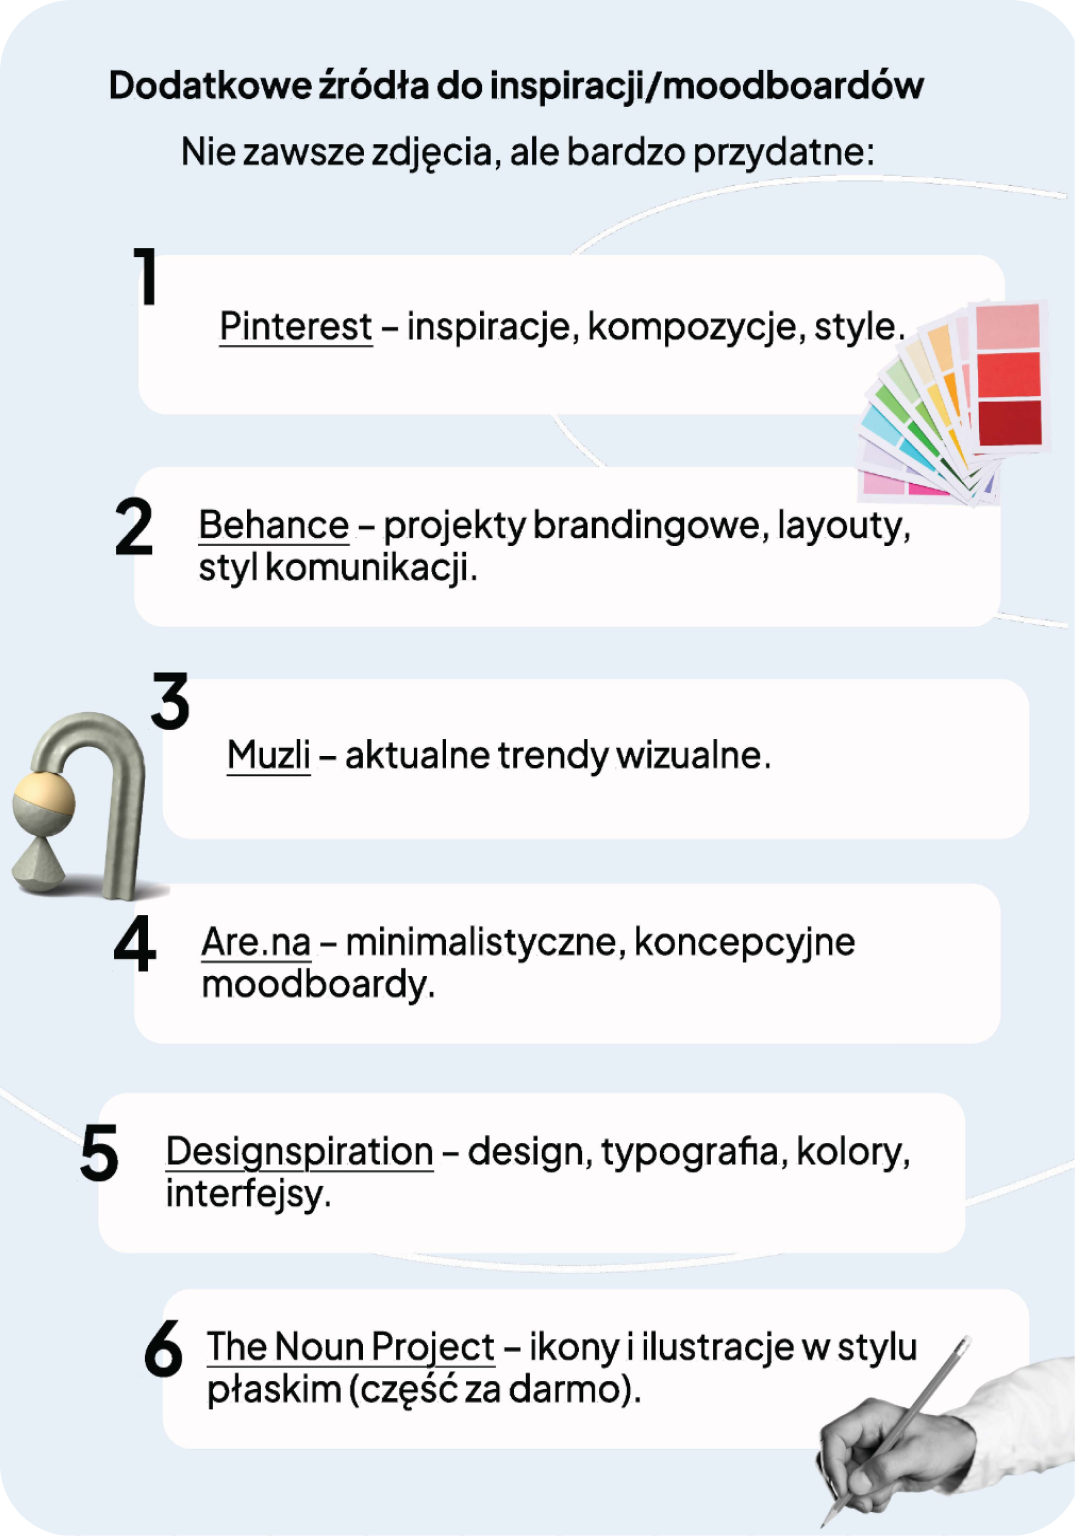 Dodatkowe źródła do inspiracji/moodboardów
Nie zawsze zdjęcia, ale bardzo przydatne:
1
Pinterest – inspiracje, kompozycje, style.
2
Behance – projekty brandingowe, layouty,
styl komunikacji.
3
Muzli – aktualne trendy wizualne.
4
Are.na – minimalistyczne, koncepcyjne
moodboardy.
5
Designspiration – design, typografia, kolory,
interfejsy.
6
The Noun Project – ikony i ilustracje w stylu
płaskim (część za darmo).